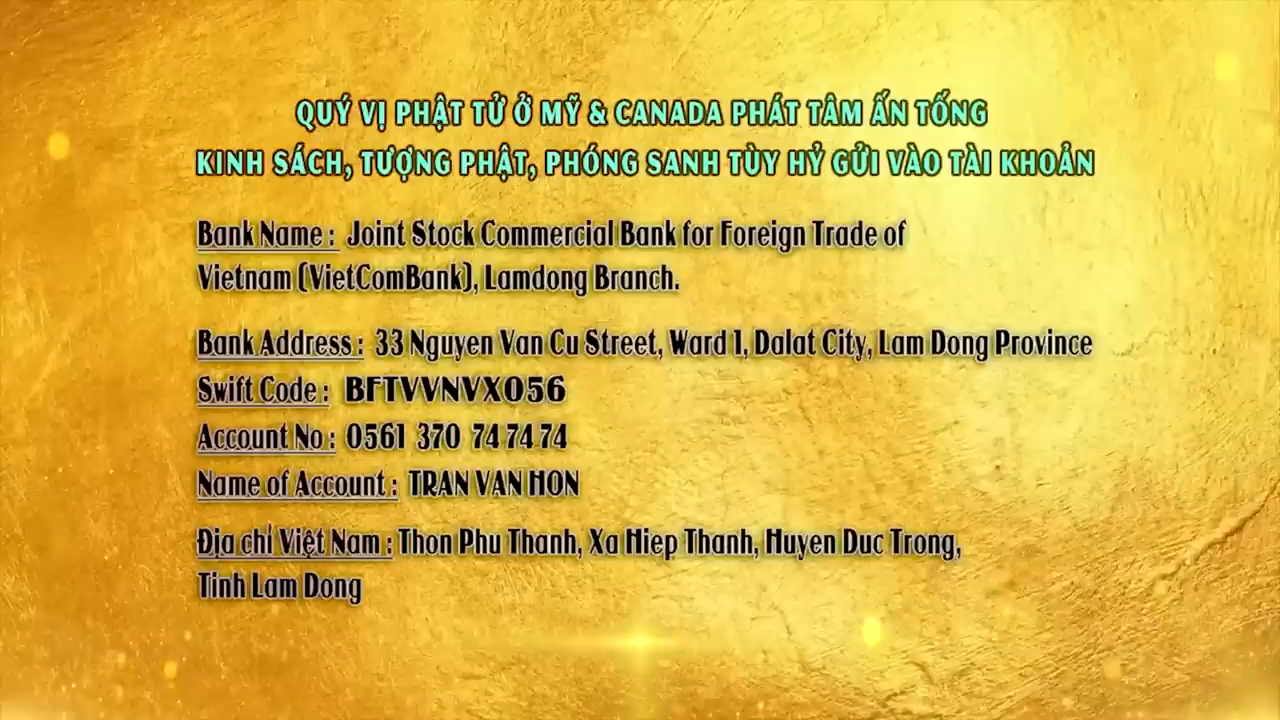 QUÝ VỊ PHẬT TỬ Ở MỸ & CANADA PHÁT TÂM ẤN TỐNG
KINH SÁCH, TƯỢNG PHẬT, PHÓNG SANH TÙY HỶ GỬI VÀO TÀI KHOẢN
Bank Name : Joint Stock Commercial Bank for Foreign Trade of
Vietnam (VietComBank), Lamdong Branch.
Bank Address : 33 Nguyen Van Cu Street, Ward 1, Dalat City, Lam Dong Province
Swift Code : BFTVVNVX056
Account No : 0561 370 74 74 74
Name of Account : TRAN VAN HON
Địa chỉ Việt Nam : Thon Phu Thanh, Xa Hiep Thanh, Huyen Duc Trong,
Tinh Lam Dong